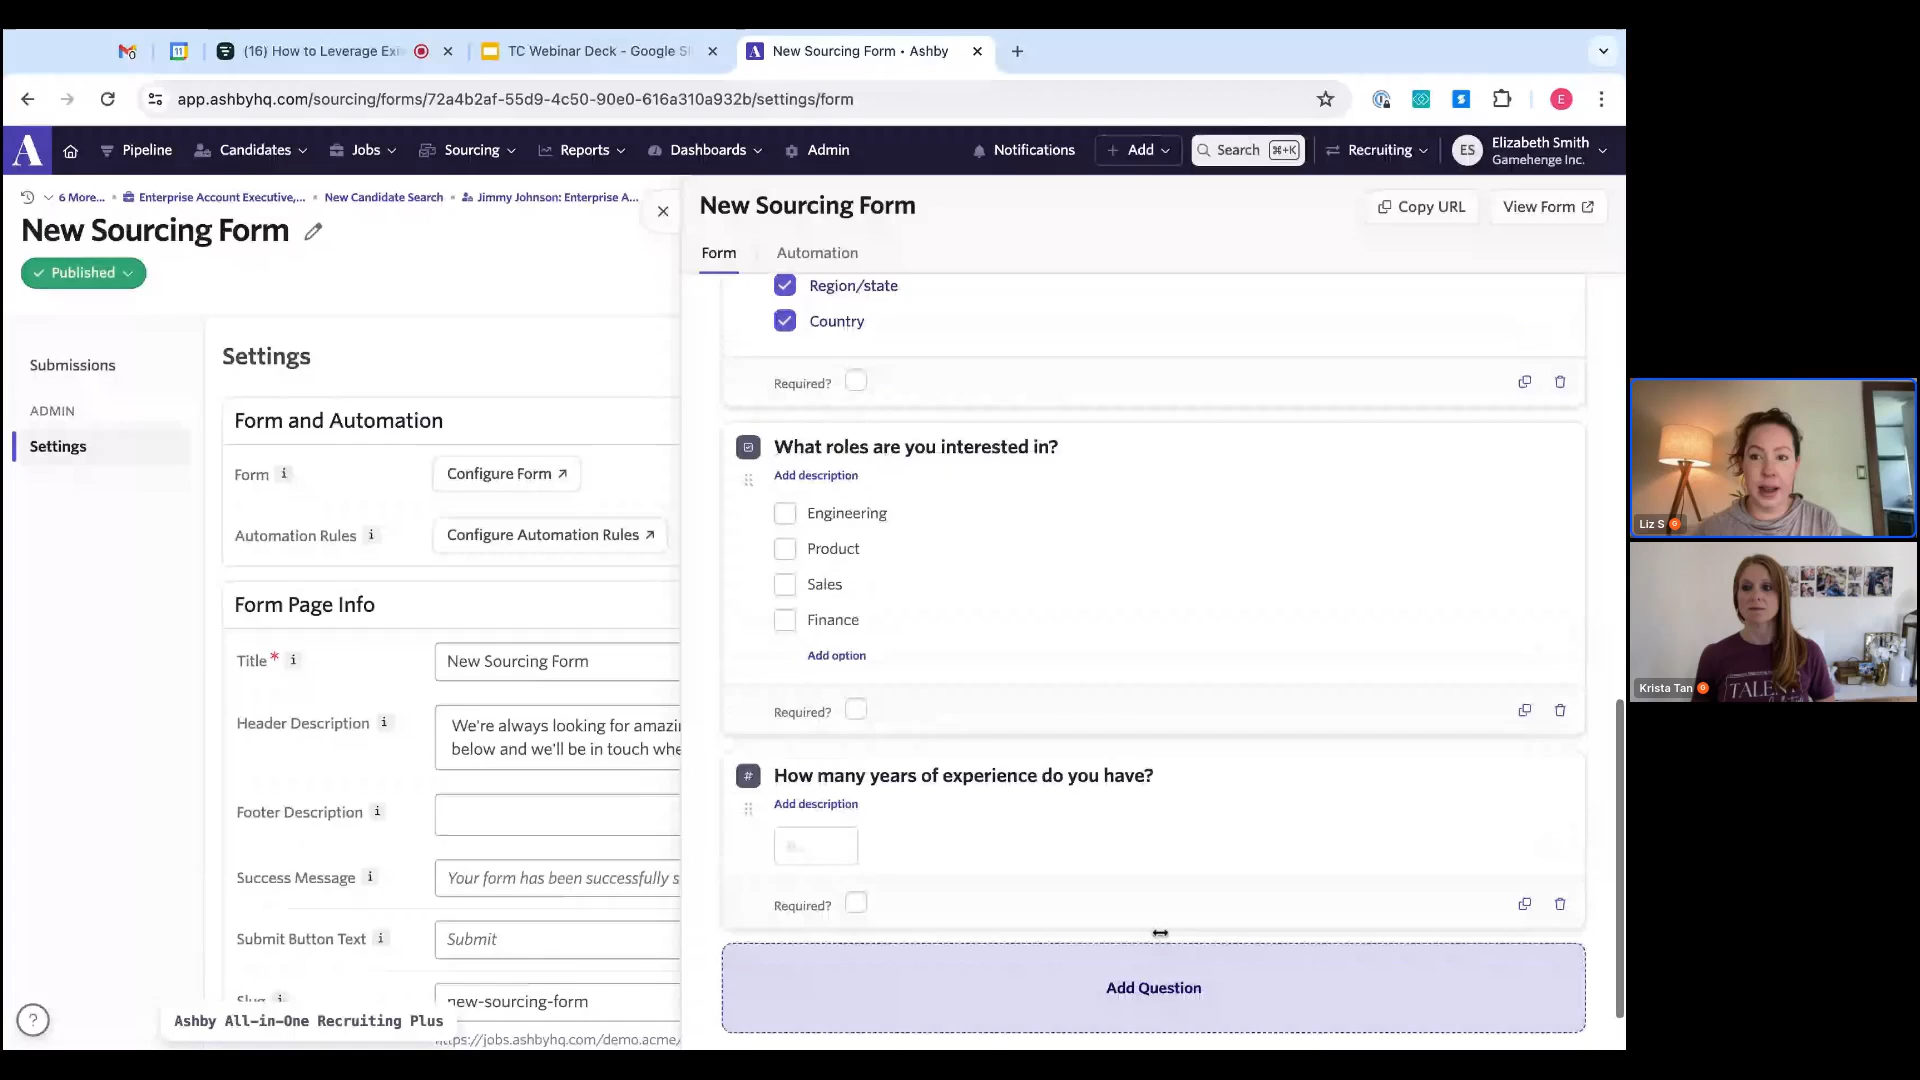 (16) How to Leverage Exi
TC Webinar Deck - Google Sl
New Sourcing Form • Ashby
app.ashbyhq.com/sourcing/forms/72a4b2af-55d9-4c50-90e0-616a310a932b/settings/form
E
A
Pipeline
Candidates
Jobs
Sourcing
Reports
Dashboards
Admin
Notifications
+ Add
Search ⌘+K
Recruiting
ES
Elizabeth Smith
Gamehenge Inc.
6 More...
Enterprise Account Executive,...
New Candidate Search
Jimmy Johnson: Enterprise A...
New Sourcing Form
Published
Submissions
ADMIN
Settings
Settings
Form and Automation
Form i
Configure Form ↗
Automation Rules i
Configure Automation Rules ↗
Form Page Info
Title* i
New Sourcing Form
Header Description i
We're always looking for amazi
below and we'll be in touch whe
Footer Description i
Success Message i
Your form has been successfully s
Submit Button Text i
Submit
Slug i
new-sourcing-form
https://jobs.ashbyhq.com/demo.acme/
?
Ashby All-in-One Recruiting Plus
New Sourcing Form
Copy URL
View Form
Form
Automation
Region/state
Country
Required?
What roles are you interested in?
Add description
Engineering
Product
Sales
Finance
Add option
Required?
# How many years of experience do you have?
Add description
Required?
Add Question
Liz S
Krista Tan
TALEN